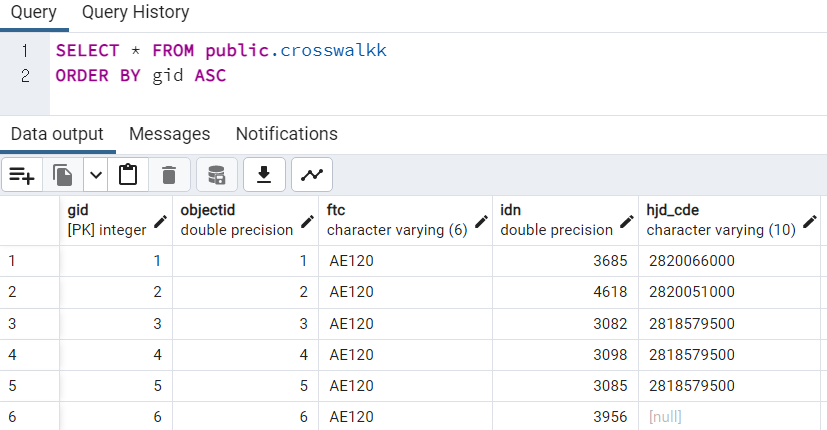 Query Query History
1 SELECT * FROM public.crosswalkk
2 ORDER BY gid ASC
Data output Messages Notifications
gid objectid ftc idn hjd_cde
[PK] integer double precision character varying (6) double precision character varying (10)
1 1 1 AE120 3685 2820066000
2 2 2 AE120 4618 2820051000
3 3 3 AE120 3082 2818579500
4 4 4 AE120 3098 2818579500
5 5 5 AE120 3085 2818579500
6 6 6 AE120 3956 [null]